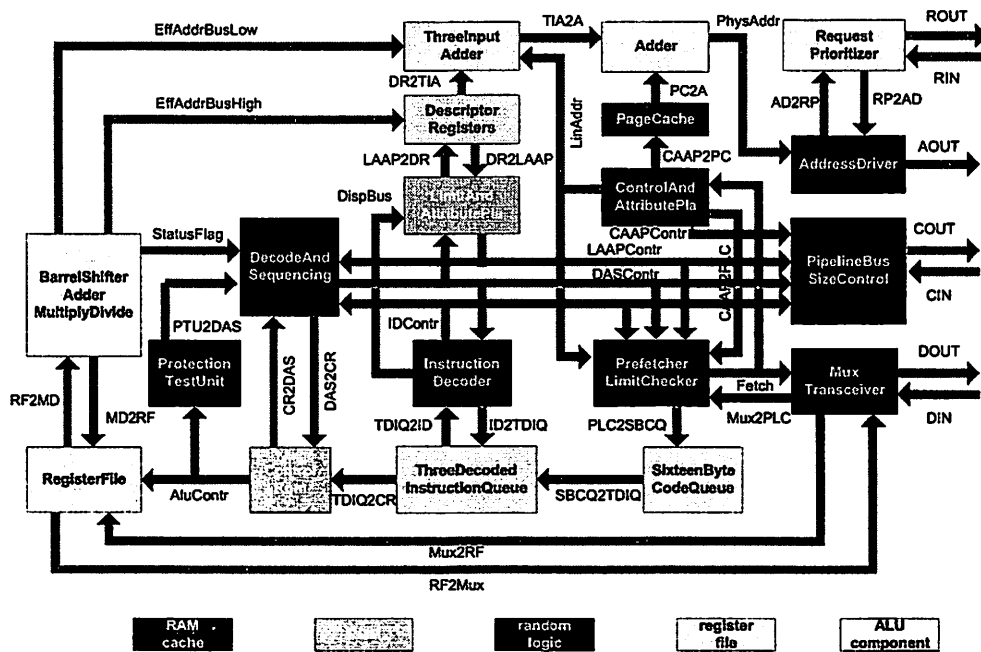 EffAddrBusLow
ThreeInput
Adder
TIA2A
Adder
PhysAddr
Request
Prioritizer
ROUT
RIN
DR2TIA
PC2A
AD2RP
RP2AD
EffAddrBusHigh
Descriptor
Registers
LinAddr
PageCache
AddressDriver
AOUT
LAAP2DR
DR2LAAP
CAAP2PC
DispBus
LimitAnd
AttributePla
ControlAnd
AttributePla
StatusFlag
CAAPContr
COUT
BarrelShifter
Adder
MultiplyDivide
DecodeAnd
Sequencing
LAAPContr
DASContr
CAAP2PLC
PipelineBus
SizeControl
CIN
PTU2DAS
IDContr
Protection
TestUnit
CR2DAS
DAS2CR
Instruction
Decoder
Prefetcher
LimitChecker
Fetch
Mux
Transceiver
DOUT
DIN
RF2MD
MD2RF
TDIQ2ID
ID2TDIQ
PLC2SBCQ
Mux2PLC
RegisterFile
AluContr
TDIQ2CR
ThreeDecoded
InstructionQueue
SBCQ2TDIQ
SixteenByte
CodeQueue
Mux2RF
RF2Mux
RAM
cache
random
logic
register
file
ALU
component